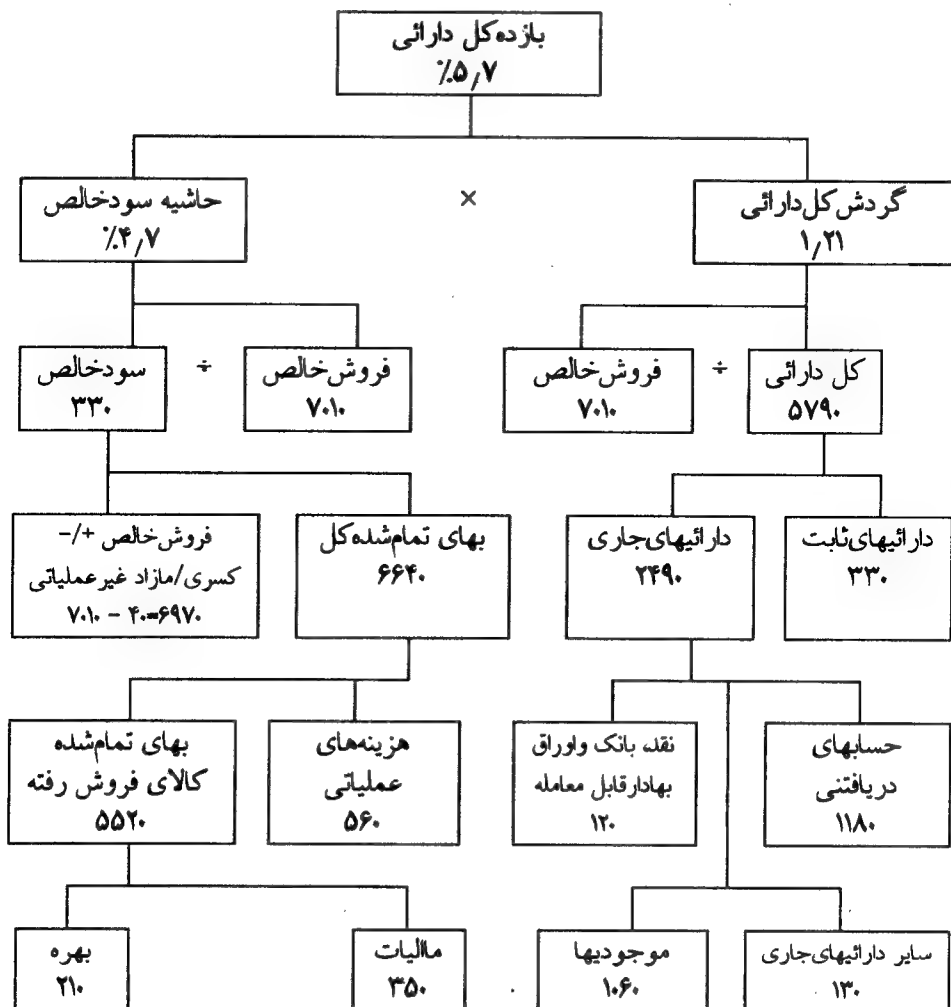 بازده‌کل دارائی
%۵٫۷
گردش‌کل‌دارائی
۱٫۲۱
×
حاشیه سودخالص
%۴٫۷
کل دارائی
۵۷۹۰
÷
فروش‌خالص
۷۰۱۰
فروش‌خالص
۷۰۱۰
÷
سودخالص
۳۳۰
دارائیهای‌ثابت
۳۳۰
دارائیهای‌جاری
۲۴۹۰
بهای تمام‌شده‌کل
۶۶۴۰
فروش‌خالص +/-
کسری/مازاد غیرعملیاتی
۷۰۱۰ - ۴۰=۶۹۷۰
حسابهای
دریافتنی
۱۱۸۰
نقد، بانک واوراق
بهادارقابل معامله
۱۲۰
هزینه‌های
عملیاتی
۵۶۰
بهای تمام‌شده
کالای فروش رفته
۵۵۲۰
سایر دارائیهای‌جاری
۱۳۰
موجودیها
۱۰۶۰
مالیات
۳۵۰
بهره
۲۱۰